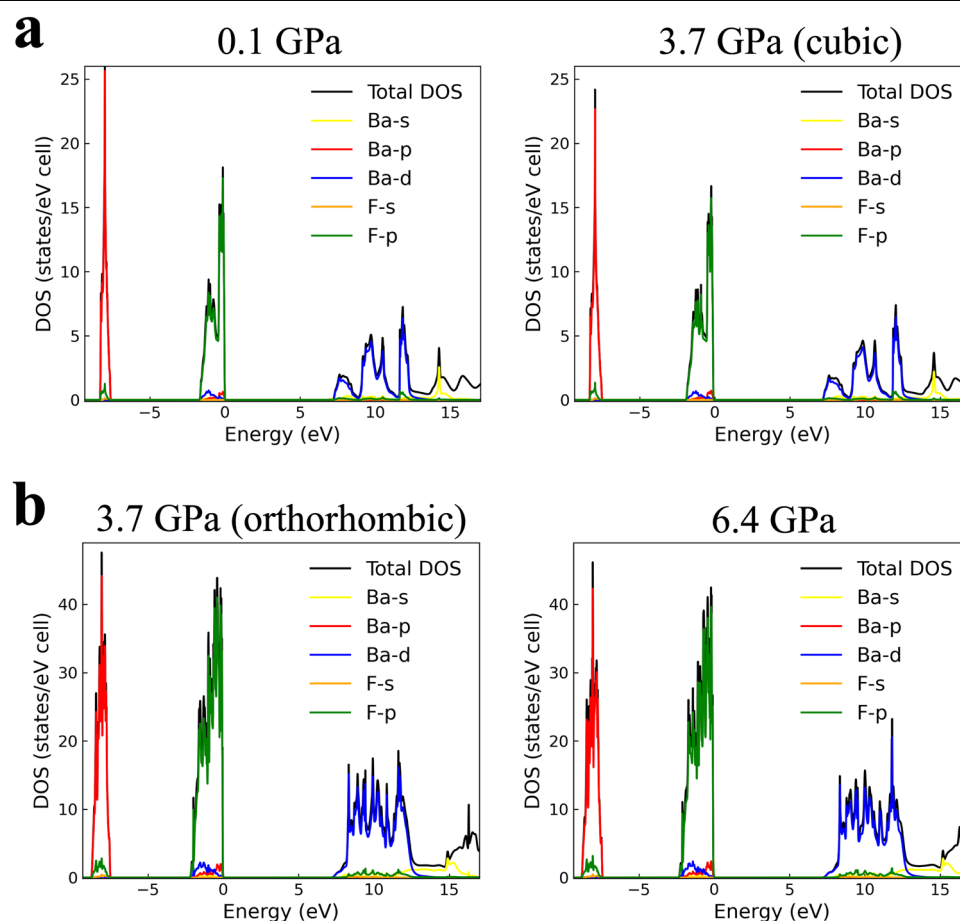 a
0.1 GPa
3.7 GPa (cubic)
25
20
15
10
5
0
DOS (states/eV cell)
Total DOS
Ba-s
Ba-p
Ba-d
F-s
F-p
−5
0
5
10
15
Energy (eV)
25
20
15
10
5
0
DOS (states/eV cell)
Total DOS
Ba-s
Ba-p
Ba-d
F-s
F-p
−5
0
5
10
15
Energy (eV)
b
3.7 GPa (orthorhombic)
6.4 GPa
40
30
20
10
0
DOS (states/eV cell)
Total DOS
Ba-s
Ba-p
Ba-d
F-s
F-p
−5
0
5
10
15
Energy (eV)
40
30
20
10
0
DOS (states/eV cell)
Total DOS
Ba-s
Ba-p
Ba-d
F-s
F-p
−5
0
5
10
15
Energy (eV)